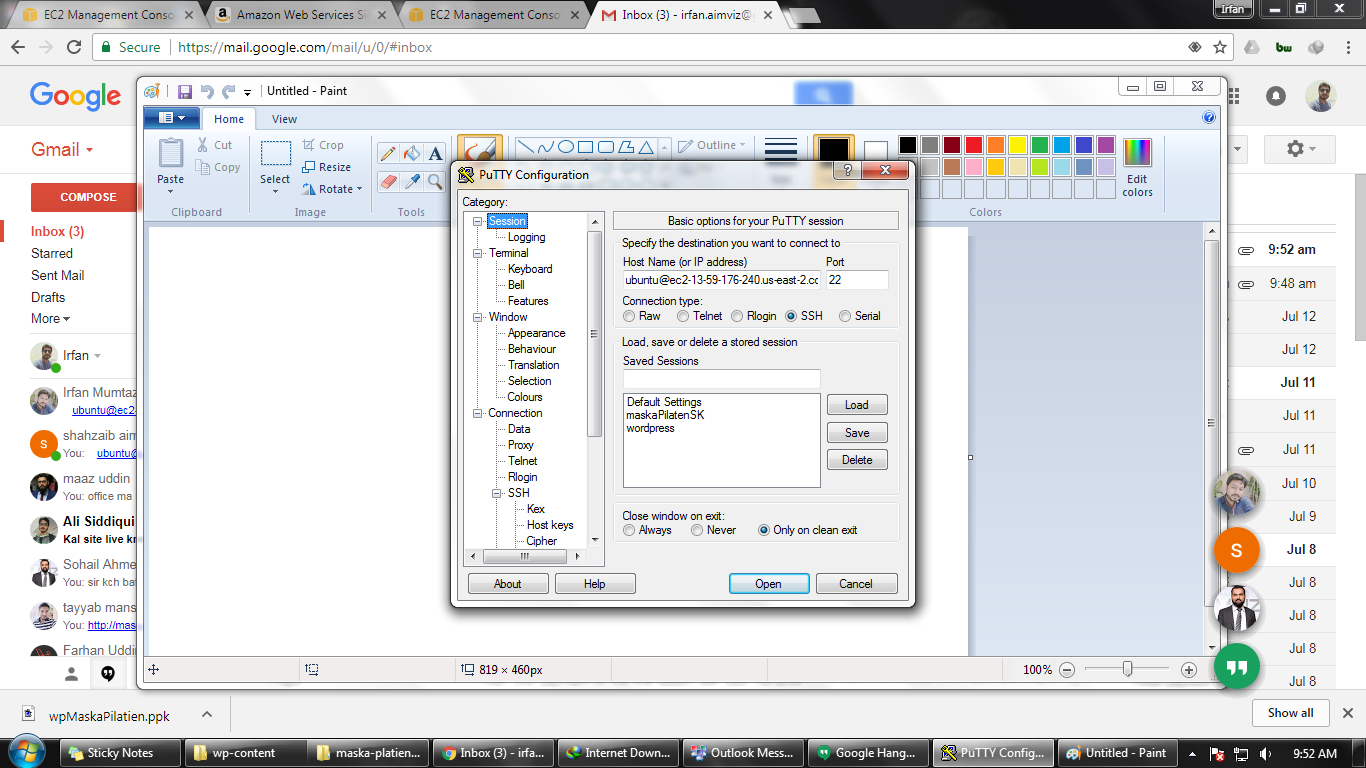 EC2 Management Conso
Amazon Web Services Si
EC2 Management Conso
Inbox (3) - irfan.aimviz@
Irfan
Secure
https://mail.google.com/mail/u/0/#inbox
bw
Google
Untitled - Paint
Home
View
Paste
Cut
Copy
Clipboard
Select
Crop
Resize
Rotate
Image
Tools
Outline
Edit
colors
Colors
Gmail
COMPOSE
Inbox (3)
Starred
Sent Mail
Drafts
More
Irfan
Irfan Mumtaz
ubuntu@ec2-
shahzaib aim
You: ubuntu@
maaz uddin
You: office ma
Ali Siddiqui
Kal site live kr
Sohail Ahme
You: sir kch bat
tayyab mans
You: http://mas
Farhan Uddin
PuTTY Configuration
Category:
Session
Logging
Terminal
Keyboard
Bell
Features
Window
Appearance
Behaviour
Translation
Selection
Colours
Connection
Data
Proxy
Telnet
Rlogin
SSH
Kex
Host keys
Cipher
Basic options for your PuTTY session
Specify the destination you want to connect to
Host Name (or IP address)
Port
ubuntu@ec2-13-59-176-240.us-east-2.cc
22
Connection type:
Raw
Telnet
Rlogin
SSH
Serial
Load, save or delete a stored session
Saved Sessions
Default Settings
maskaPilatenSK
wordpress
Load
Save
Delete
Close window on exit:
Always
Never
Only on clean exit
About
Help
Open
Cancel
9:52 am
9:48 am
Jul 12
Jul 12
Jul 11
Jul 11
Jul 11
Jul 10
Jul 9
Jul 8
Jul 8
Jul 8
Jul 8
Jul 8
S
S
819 × 460px
100%
wpMaskaPilatien.ppk
Show all
Sticky Notes
wp-content
maska-platien...
Inbox (3) - irfa...
Internet Down...
Outlook Mess...
Google Hang...
PuTTY Config...
Untitled - Paint
9:52 AM